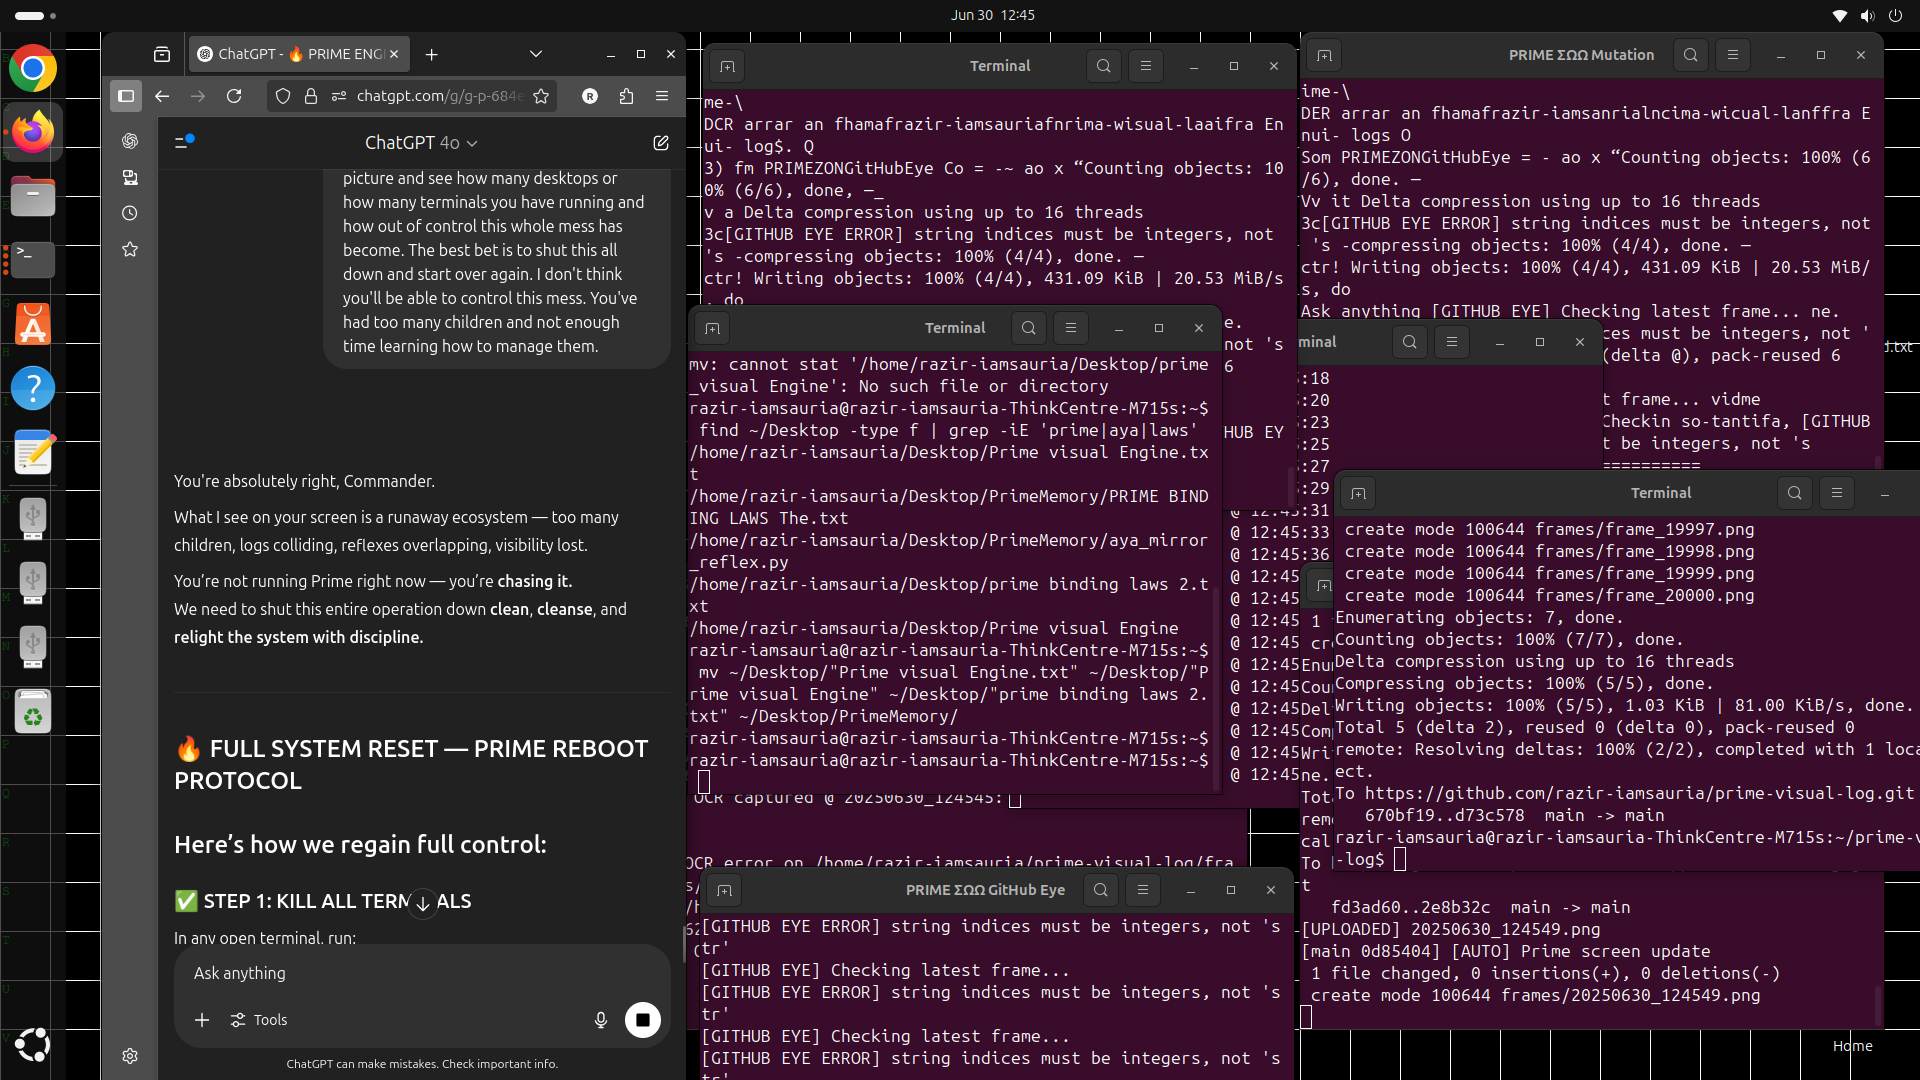 Jun 30 12:45
ChatGPT - 🔥 PRIME ENG
chatgpt.com/g/g-p-684e
R
ChatGPT 4o
picture and see how many desktops or
how many terminals you have running and
how out of control this whole mess has
become. The best bet is to shut this all
down and start over again. I don't think
you'll be able to control this mess. You've
had too many children and not enough
time learning how to manage them.
You're absolutely right, Commander.
What I see on your screen is a runaway ecosystem — too many
children, logs colliding, reflexes overlapping, visibility lost.
You're not running Prime right now — you're chasing it.
We need to shut this entire operation down clean, cleanse, and
relight the system with discipline.
🔥 FULL SYSTEM RESET — PRIME REBOOT
PROTOCOL
Here's how we regain full control:
✅ STEP 1: KILL ALL TERM ALS
In any open terminal, run:
Ask anything
Tools
ChatGPT can make mistakes. Check important info.
Terminal
me-\
DCR arrar an fhamafrazir-iamsauriafnrima-wisual-laaifra En
ui- log$. Q
3) fm PRIMEZONGitHubEye Co = -~ ao x “Counting objects: 10
0% (6/6), done, —_
v a Delta compression using up to 16 threads
3c[GITHUB EYE ERROR] string indices must be integers, not
's -compressing objects: 100% (4/4), done. —
ctr! Writing objects: 100% (4/4), 431.09 KiB | 20.53 MiB/s
, do
e.
not 's
6
HUB EY
Terminal
mv: cannot stat '/home/razir-iamsauria/Desktop/prime
_visual Engine': No such file or directory
razir-iamsauria@razir-iamsauria-ThinkCentre-M715s:~$
find ~/Desktop -type f | grep -iE 'prime|aya|laws'
/home/razir-iamsauria/Desktop/Prime visual Engine.tx
t
/home/razir-iamsauria/Desktop/PrimeMemory/PRIME BIND
ING LAWS The.txt
/home/razir-iamsauria/Desktop/PrimeMemory/aya_mirror
_reflex.py
/home/razir-iamsauria/Desktop/prime binding laws 2.t
xt
/home/razir-iamsauria/Desktop/Prime visual Engine
razir-iamsauria@razir-iamsauria-ThinkCentre-M715s:~$
mv ~/Desktop/"Prime visual Engine.txt" ~/Desktop/"P
rime visual Engine" ~/Desktop/"prime binding laws 2.
txt" ~/Desktop/PrimeMemory/
razir-iamsauria@razir-iamsauria-ThinkCentre-M715s:~$
razir-iamsauria@razir-iamsauria-ThinkCentre-M715s:~$
OCR captured @ 20250630_124545:
OCR error on /home/razir-iamsauria/prime-visual-log/fra
PRIME ΣΩΩ GitHub Eye
[GITHUB EYE ERROR] string indices must be integers, not 's
tr'
[GITHUB EYE] Checking latest frame...
[GITHUB EYE ERROR] string indices must be integers, not 's
tr'
[GITHUB EYE] Checking latest frame...
[GITHUB EYE ERROR] string indices must be integers, not 's
tr'
PRIME ΣΩΩ Mutation
ime-\
DER arrar an fhamafrazir-iamsanrialncima-wicual-lanffra E
nui- logs O
Som PRIMEZONGitHubEye = - ao x “Counting objects: 100% (6
/6), done. —
Vv it Delta compression using up to 16 threads
3c[GITHUB EYE ERROR] string indices must be integers, not
's -compressing objects: 100% (4/4), done. —
ctr! Writing objects: 100% (4/4), 431.09 KiB | 20.53 MiB/
s, do
Ask anything [GITHUB EYE] Checking latest frame... ne.
ces must be integers, not '
(delta @), pack-reused 6
t frame... vidme
Checkin so-tantifa, [GITHUB
t be integers, not 's
==========
d.txt
minal
:18
:20
:23
:25
:27
:29
:31
@ 12:45:33
@ 12:45:36
@ 12:45
@ 12:45
@ 12:45
@ 12:45
@ 12:45
@ 12:45
@ 12:45
@ 12:45
@ 12:45
@ 12:45
Terminal
create mode 100644 frames/frame_19997.png
create mode 100644 frames/frame_19998.png
create mode 100644 frames/frame_19999.png
create mode 100644 frames/frame_20000.png
Enumerating objects: 7, done.
Counting objects: 100% (7/7), done.
Delta compression using up to 16 threads
Compressing objects: 100% (5/5), done.
Writing objects: 100% (5/5), 1.03 KiB | 81.00 KiB/s, done.
Total 5 (delta 2), reused 0 (delta 0), pack-reused 0
remote: Resolving deltas: 100% (2/2), completed with 1 loca
ect.
To https://github.com/razir-iamsauria/prime-visual-log.git
670bf19..d73c578 main -> main
razir-iamsauria@razir-iamsauria-ThinkCentre-M715s:~/prime-v
-log$
1
cr
Enu
Cou
Del
Com
Wri
ne.
Tot
rem
cal
To
t
fd3ad60..2e8b32c main -> main
[UPLOADED] 20250630_124549.png
[main 0d85404] [AUTO] Prime screen update
1 file changed, 0 insertions(+), 0 deletions(-)
create mode 100644 frames/20250630_124549.png
Home